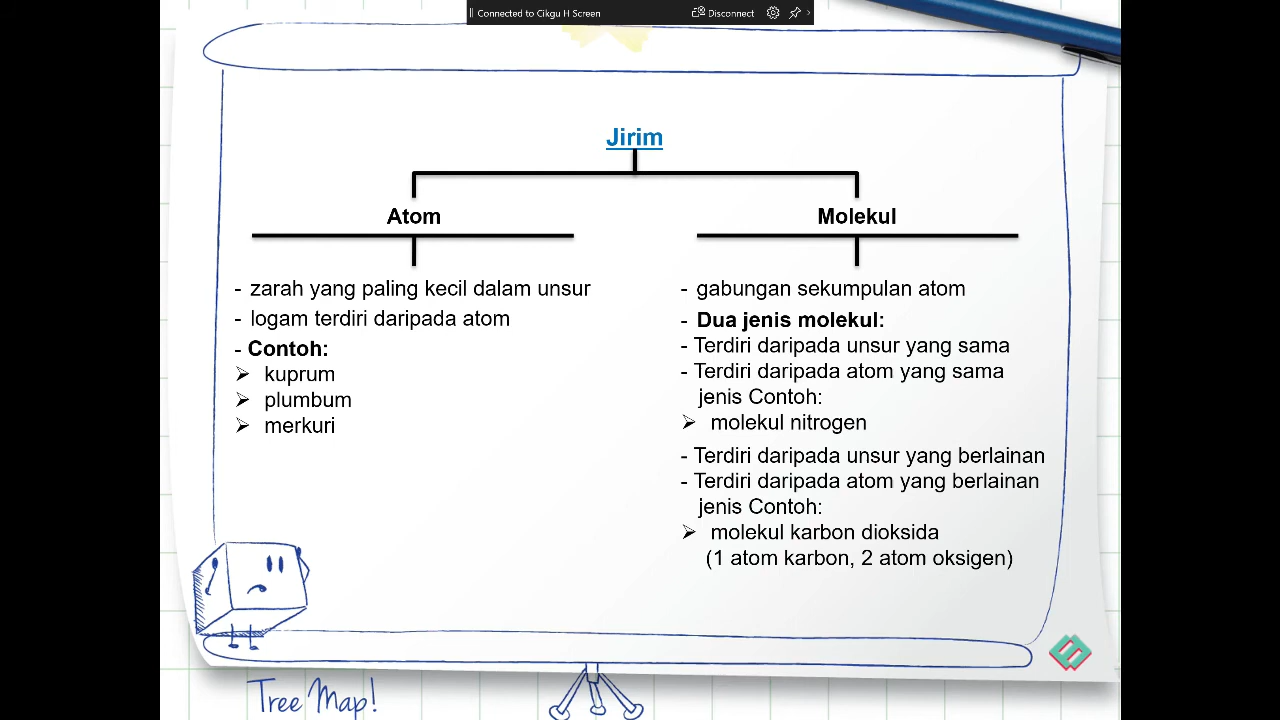 Connected to Cikgu H Screen
Disconnect
Jirim
Atom
- zarah yang paling kecil dalam unsur
- logam terdiri daripada atom
- Contoh:
➢ kuprum
➢ plumbum
➢ merkuri
Molekul
- gabungan sekumpulan atom
- Dua jenis molekul:
- Terdiri daripada unsur yang sama
- Terdiri daripada atom yang sama
jenis Contoh:
➢ molekul nitrogen
- Terdiri daripada unsur yang berlainan
- Terdiri daripada atom yang berlainan
jenis Contoh:
➢ molekul karbon dioksida
(1 atom karbon, 2 atom oksigen)
Tree Map!